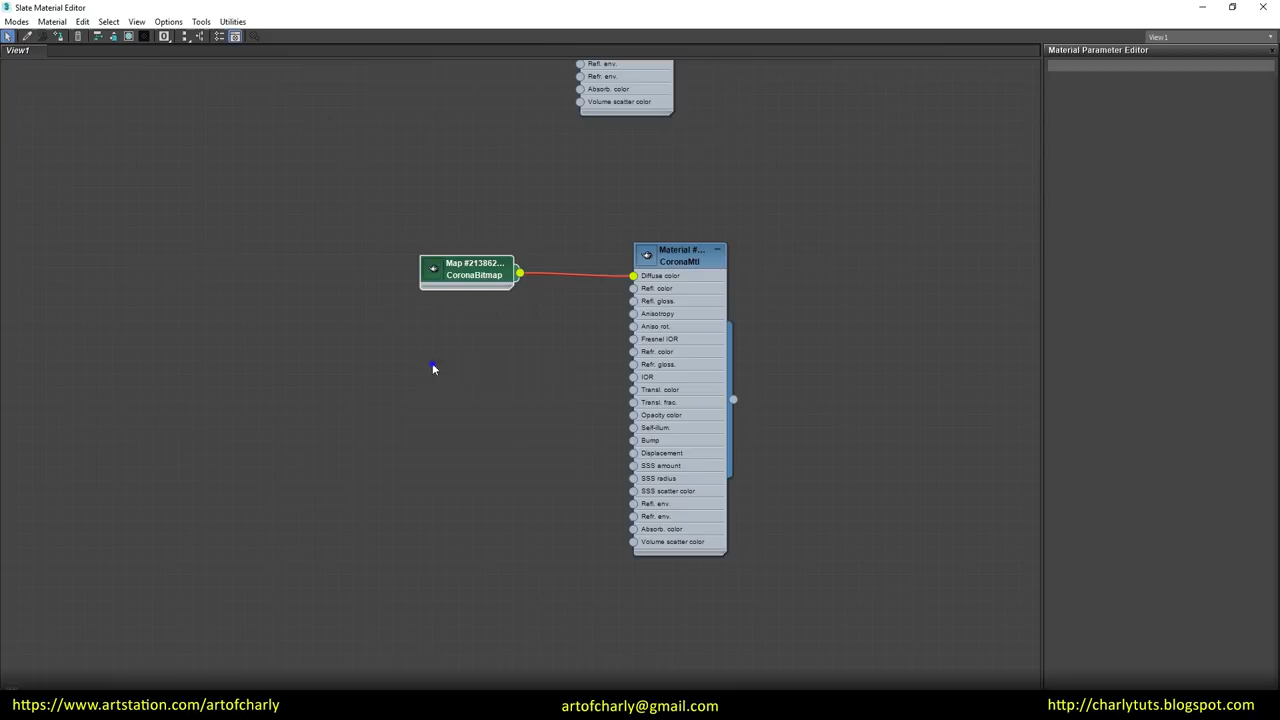 Slate Material Editor
Modes Material Edit Select View Options Tools Utilities
View1
View1
Material Parameter Editor
Refl. env.
Refr. env.
Absorb. color
Volume scatter color
Map #213862...
CoronaBitmap
Material #...
CoronaMtl
Diffuse color
Refl. color
Refl. gloss.
Anisotropy
Aniso rot.
Fresnel IOR
Refr. color
Refr. gloss.
IOR
Transl. color
Transl. frac.
Opacity color
Self-illum.
Bump
Displacement
SSS amount
SSS radius
SSS scatter color
Refl. env.
Refr. env.
Absorb. color
Volume scatter color
https://www.artstation.com/artofcharly
artofcharly@gmail.com
http://charlytuts.blogspot.com